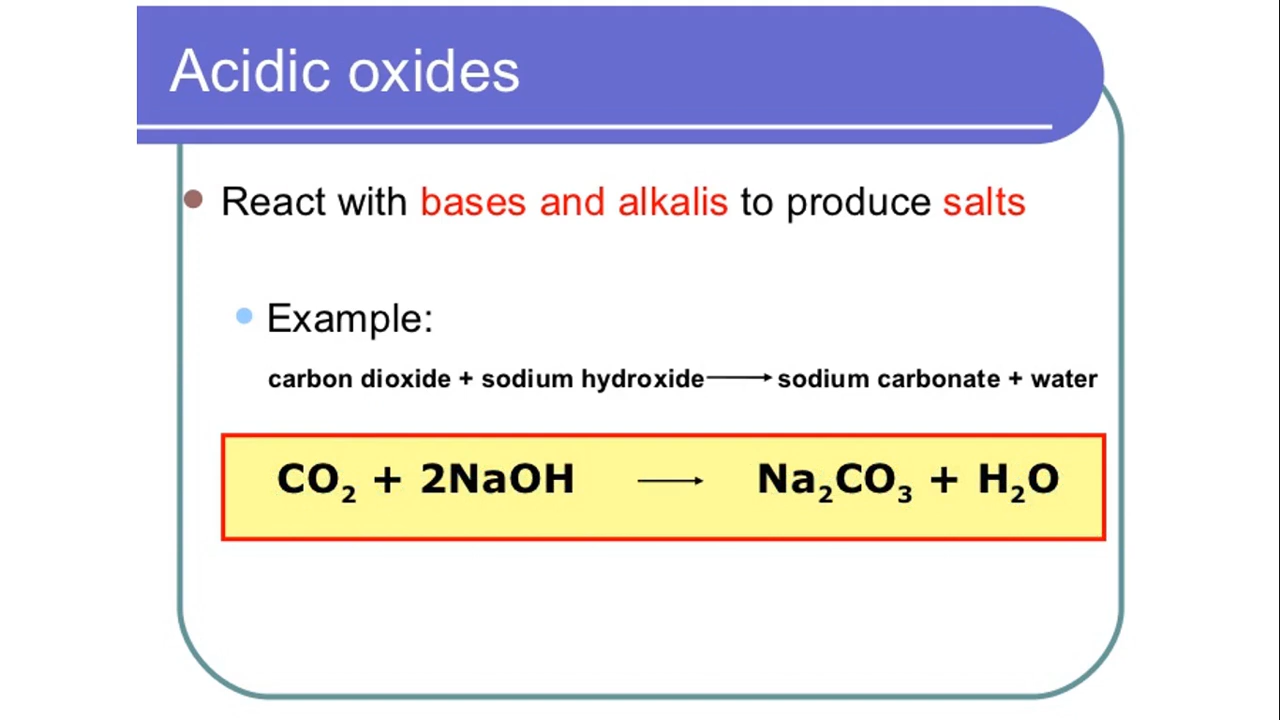 Acidic oxides
React with bases and alkalis to produce salts
Example:
carbon dioxide + sodium hydroxide⟶sodium carbonate + water
CO₂ + 2NaOH ⟶ Na₂CO₃ + H₂O